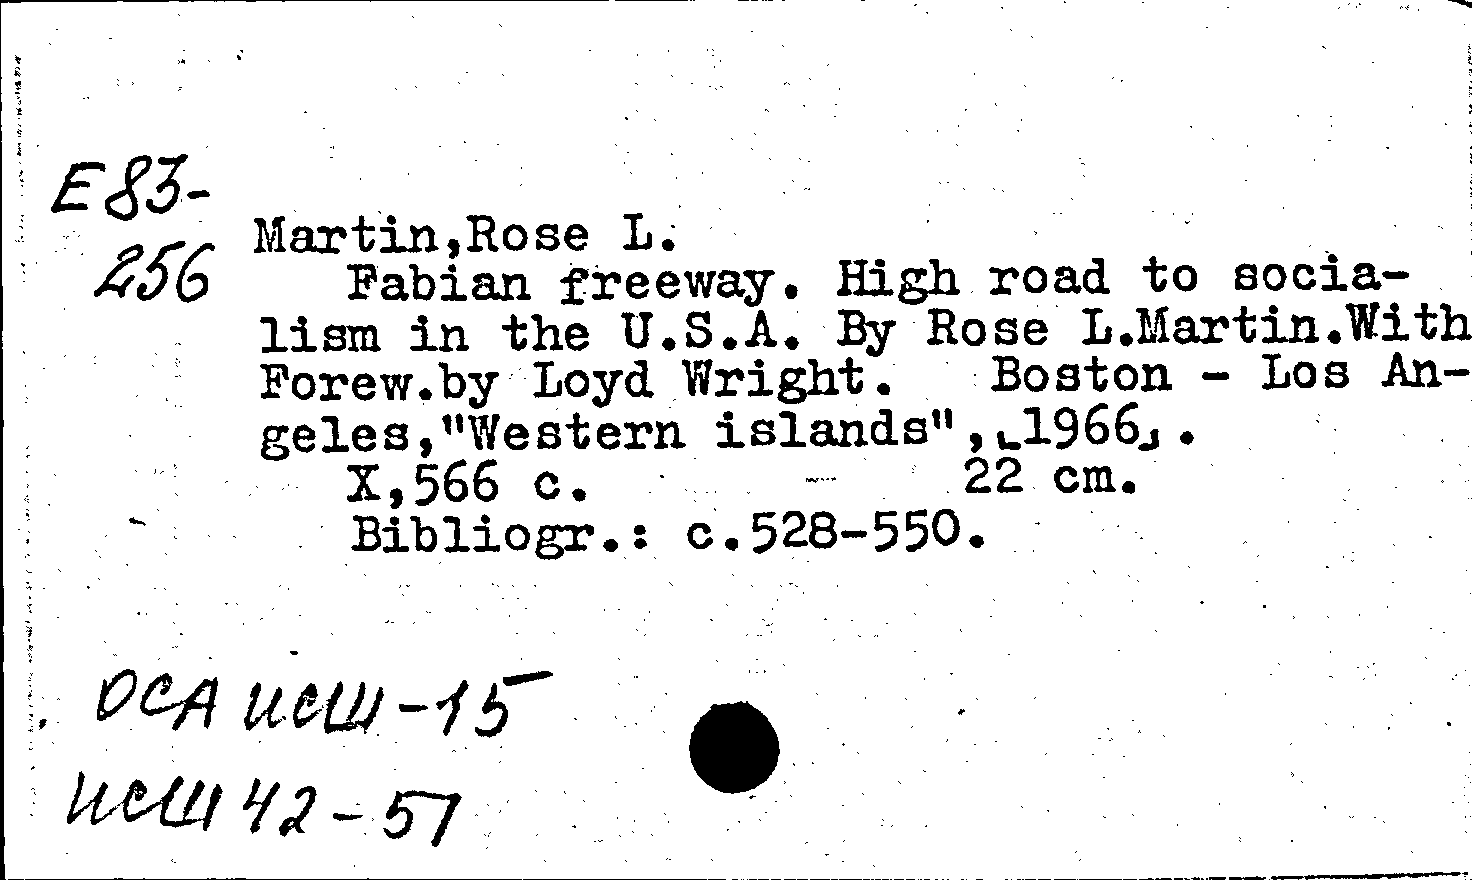 E83-
256
Martin,Rose L.
Fabian freeway. High road to socia-
lism in the U.S.A. By Rose L.Martin.With
Forew.by Loyd Wright. Boston - Los An-
geles,"Western islands",[1966].
X,566 c. 22 cm.
Bibliogr.: c.528-550.
ОСА ИСШ-15
ИСШ 42-57